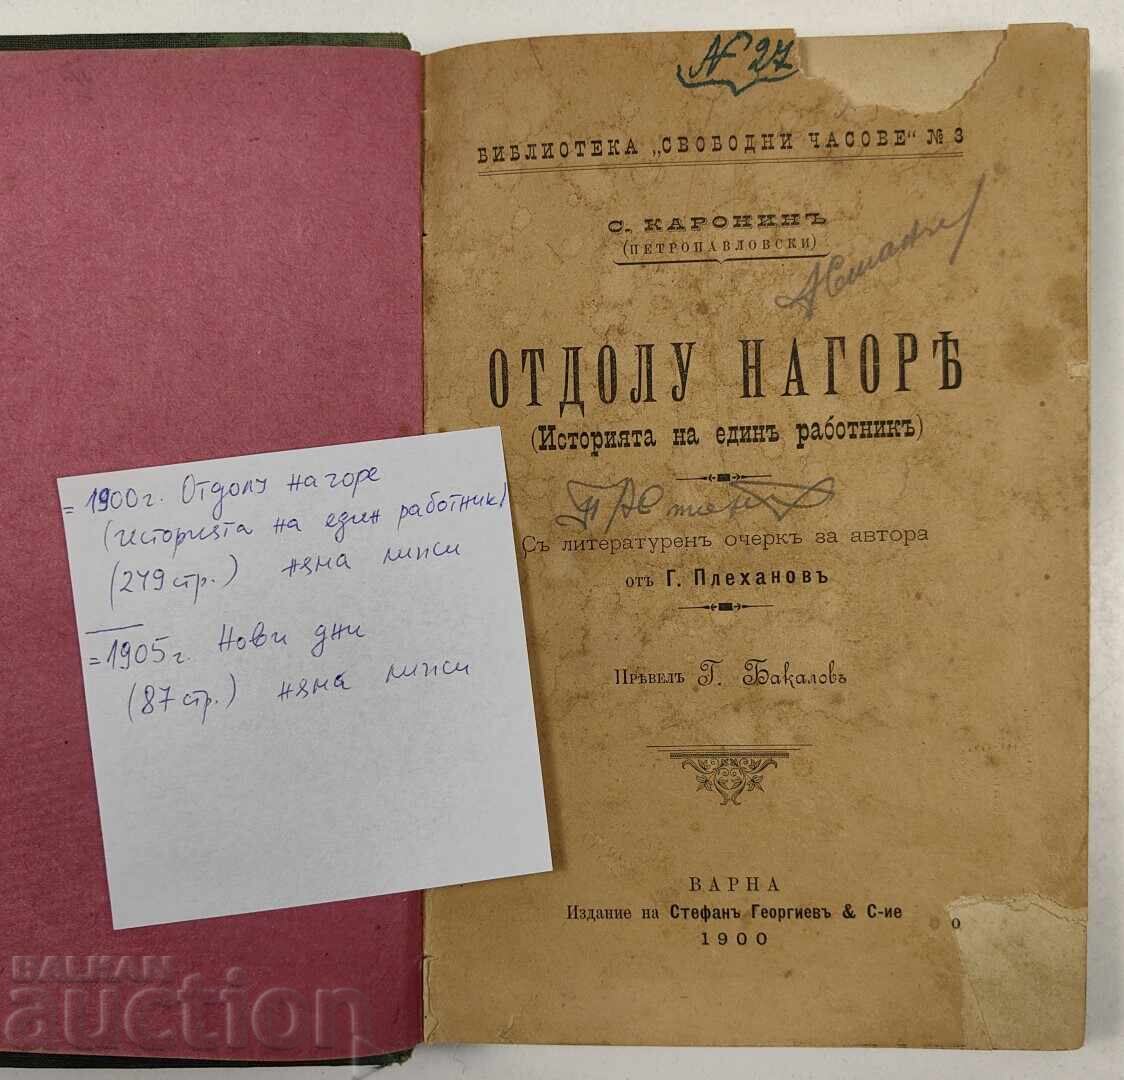 № 27
БИБЛИОТЕКА „СВОБОДНИ ЧАСОВЕ“ № 3
С. КАРОНИНЪ
(ПЕТРОПАВЛОВСКИ)
ОТДОЛУ НАГОРѢ
(Историята на единъ работникъ)
Съ литературенъ очеркъ за автора
отъ Г. Плехановъ
Прѣвелъ Г. Бакаловъ
ВАРНА
Издание на Стефанъ Георгиевъ & С-ие
1900
= 1900г. Отдолу нагоре
(историята на един работник)
(279 стр.) няма липси
= 1905г. Нови дни
(87 стр.) няма липси
BALKAN
auction